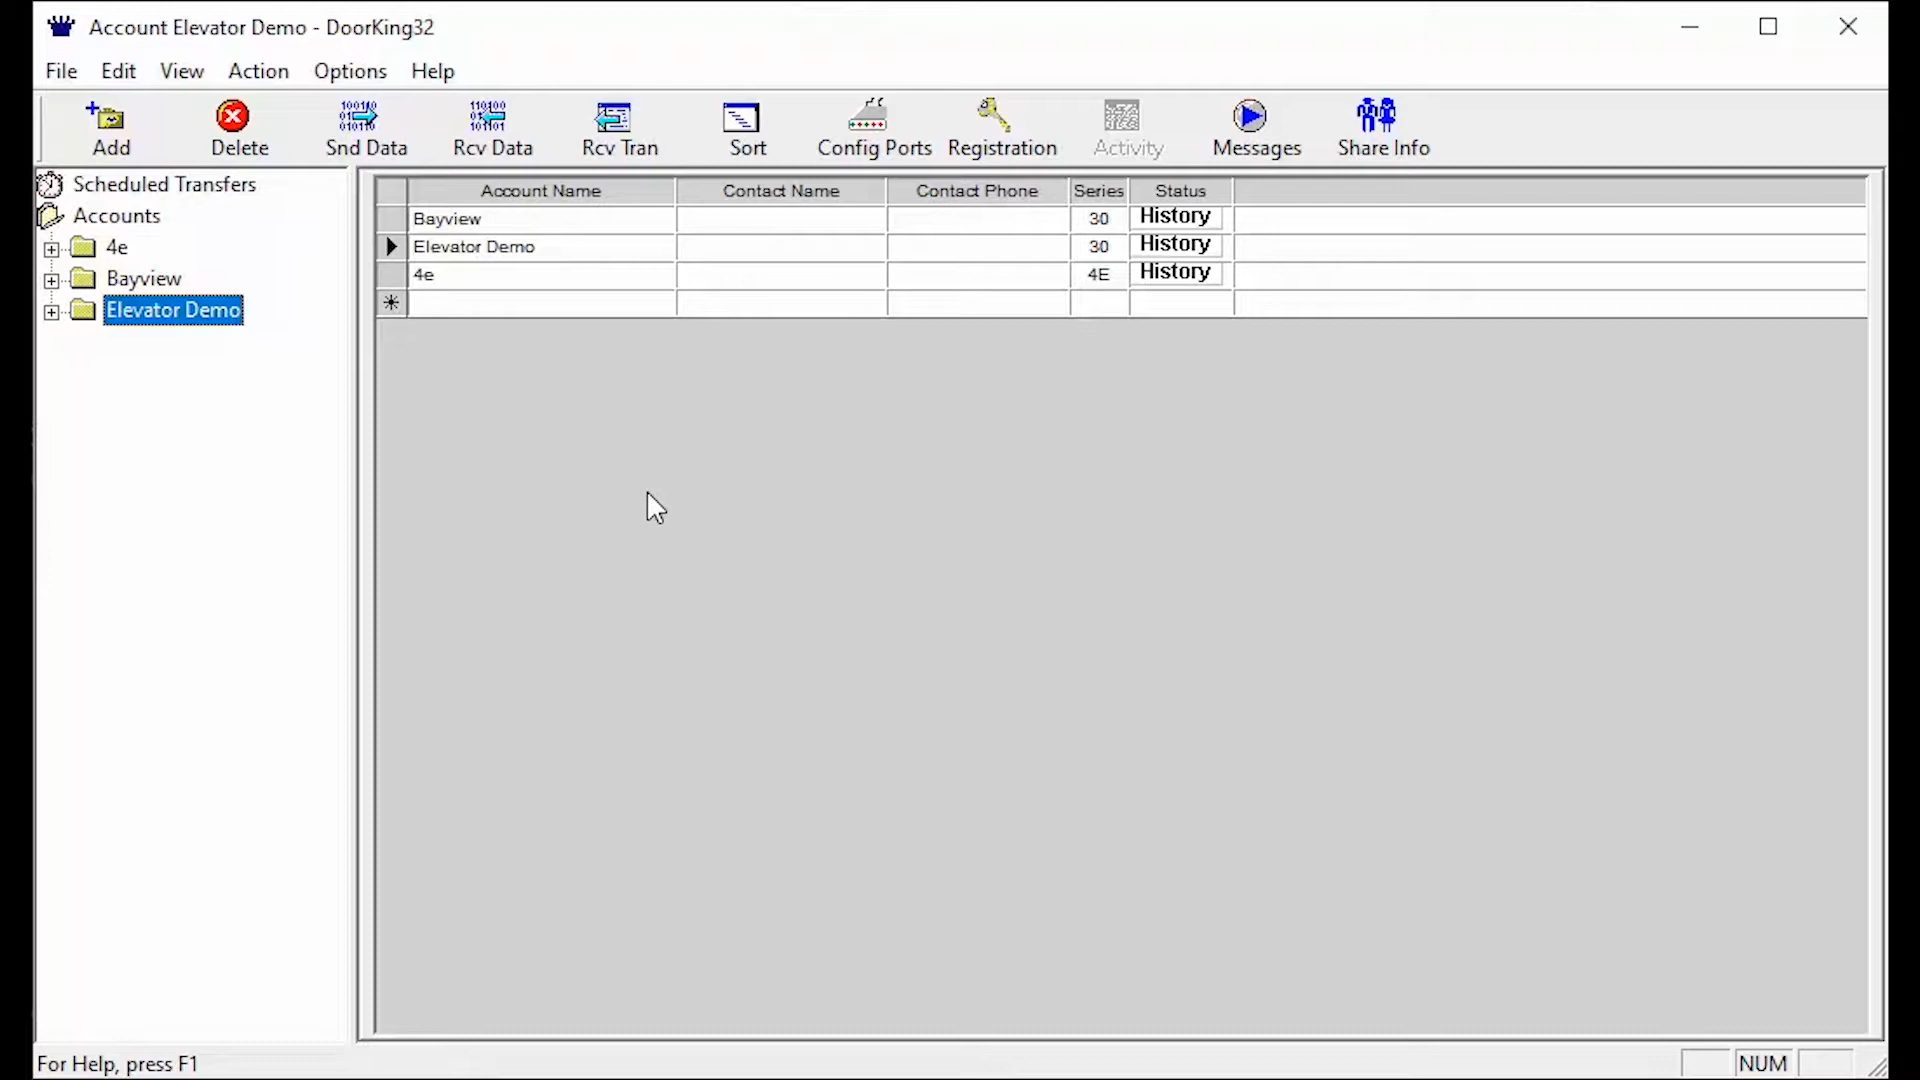 Account Elevator Demo - DoorKing32
File Edit View Action Options Help
Add Delete Snd Data Rcv Data Rcv Tran Sort Config Ports Registration Activity Messages Share Info
Scheduled Transfers
Accounts
4e
Bayview
Elevator Demo
Account Name Contact Name Contact Phone Series Status
Bayview 30 History
Elevator Demo 30 History
4e 4E History
For Help, press F1
NUM